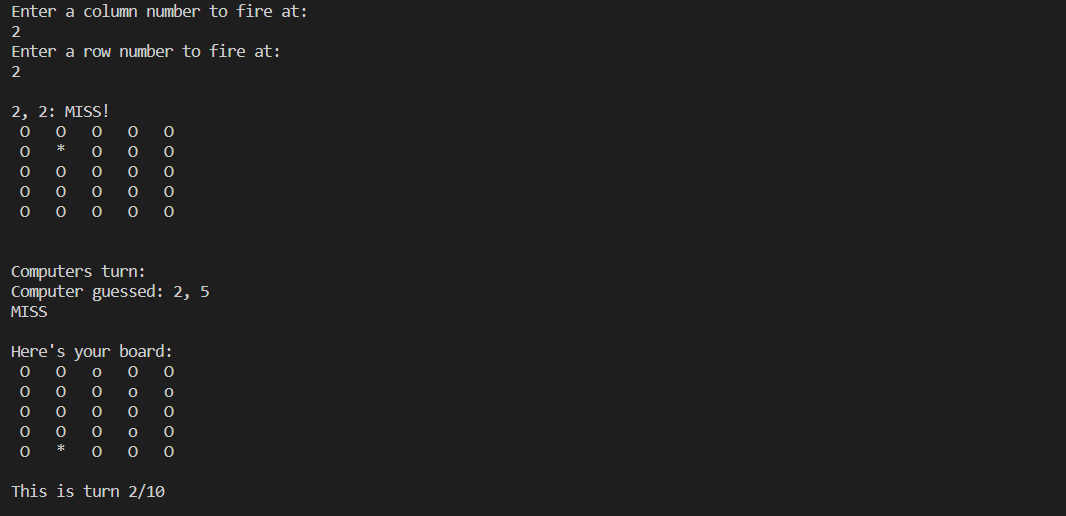 Enter a column number to fire at:
2
Enter a row number to fire at:
2
2, 2: MISS!
O O O O O
O * O O O
O O O O O
O O O O O
O O O O O
Computers turn:
Computer guessed: 2, 5
MISS
Here's your board:
O O o O O
O O O o o
O O O O O
O O O o O
O * O O O
This is turn 2/10